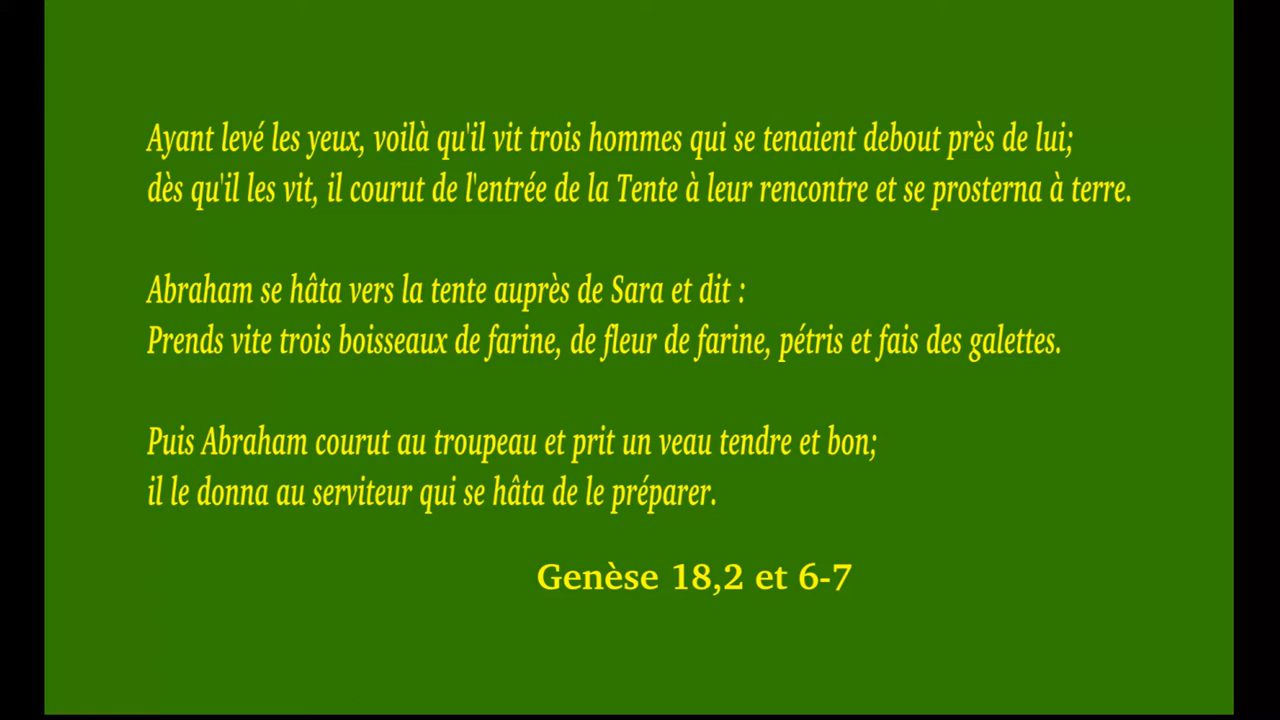 Ayant levé les yeux, voilà qu'il vit trois hommes qui se tenaient debout près de lui;
dès qu'il les vit, il courut de l'entrée de la Tente à leur rencontre et se prosterna à terre.
Abraham se hâta vers la tente auprès de Sara et dit :
Prends vite trois boisseaux de farine, de fleur de farine, pétris et fais des galettes.
Puis Abraham courut au troupeau et prit un veau tendre et bon;
il le donna au serviteur qui se hâta de le préparer.
Genèse 18,2 et 6-7